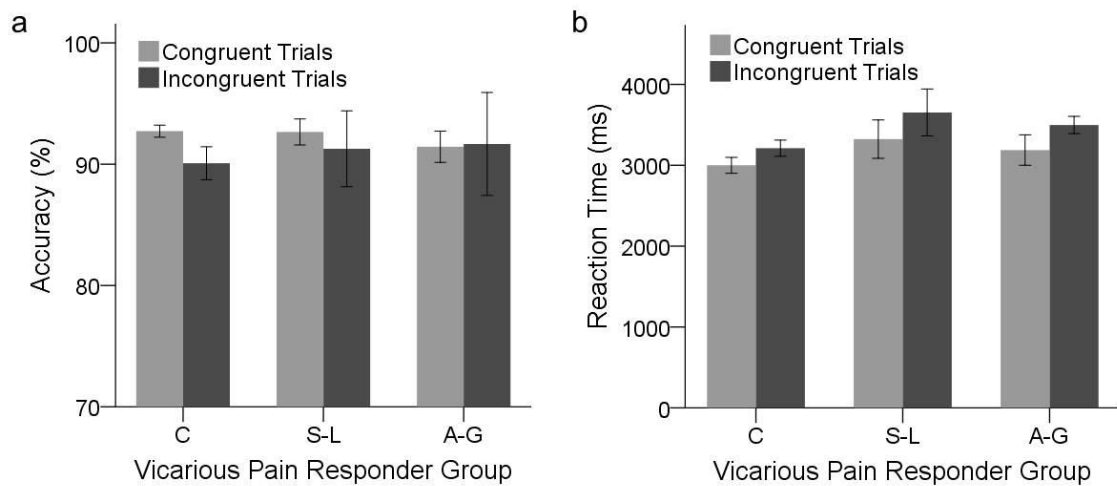 a
Congruent Trials
Incongruent Trials
Accuracy (%)
100
90
80
70
C S-L A-G
Vicarious Pain Responder Group
b
Congruent Trials
Incongruent Trials
Reaction Time (ms)
4000
3000
2000
1000
0
C S-L A-G
Vicarious Pain Responder Group